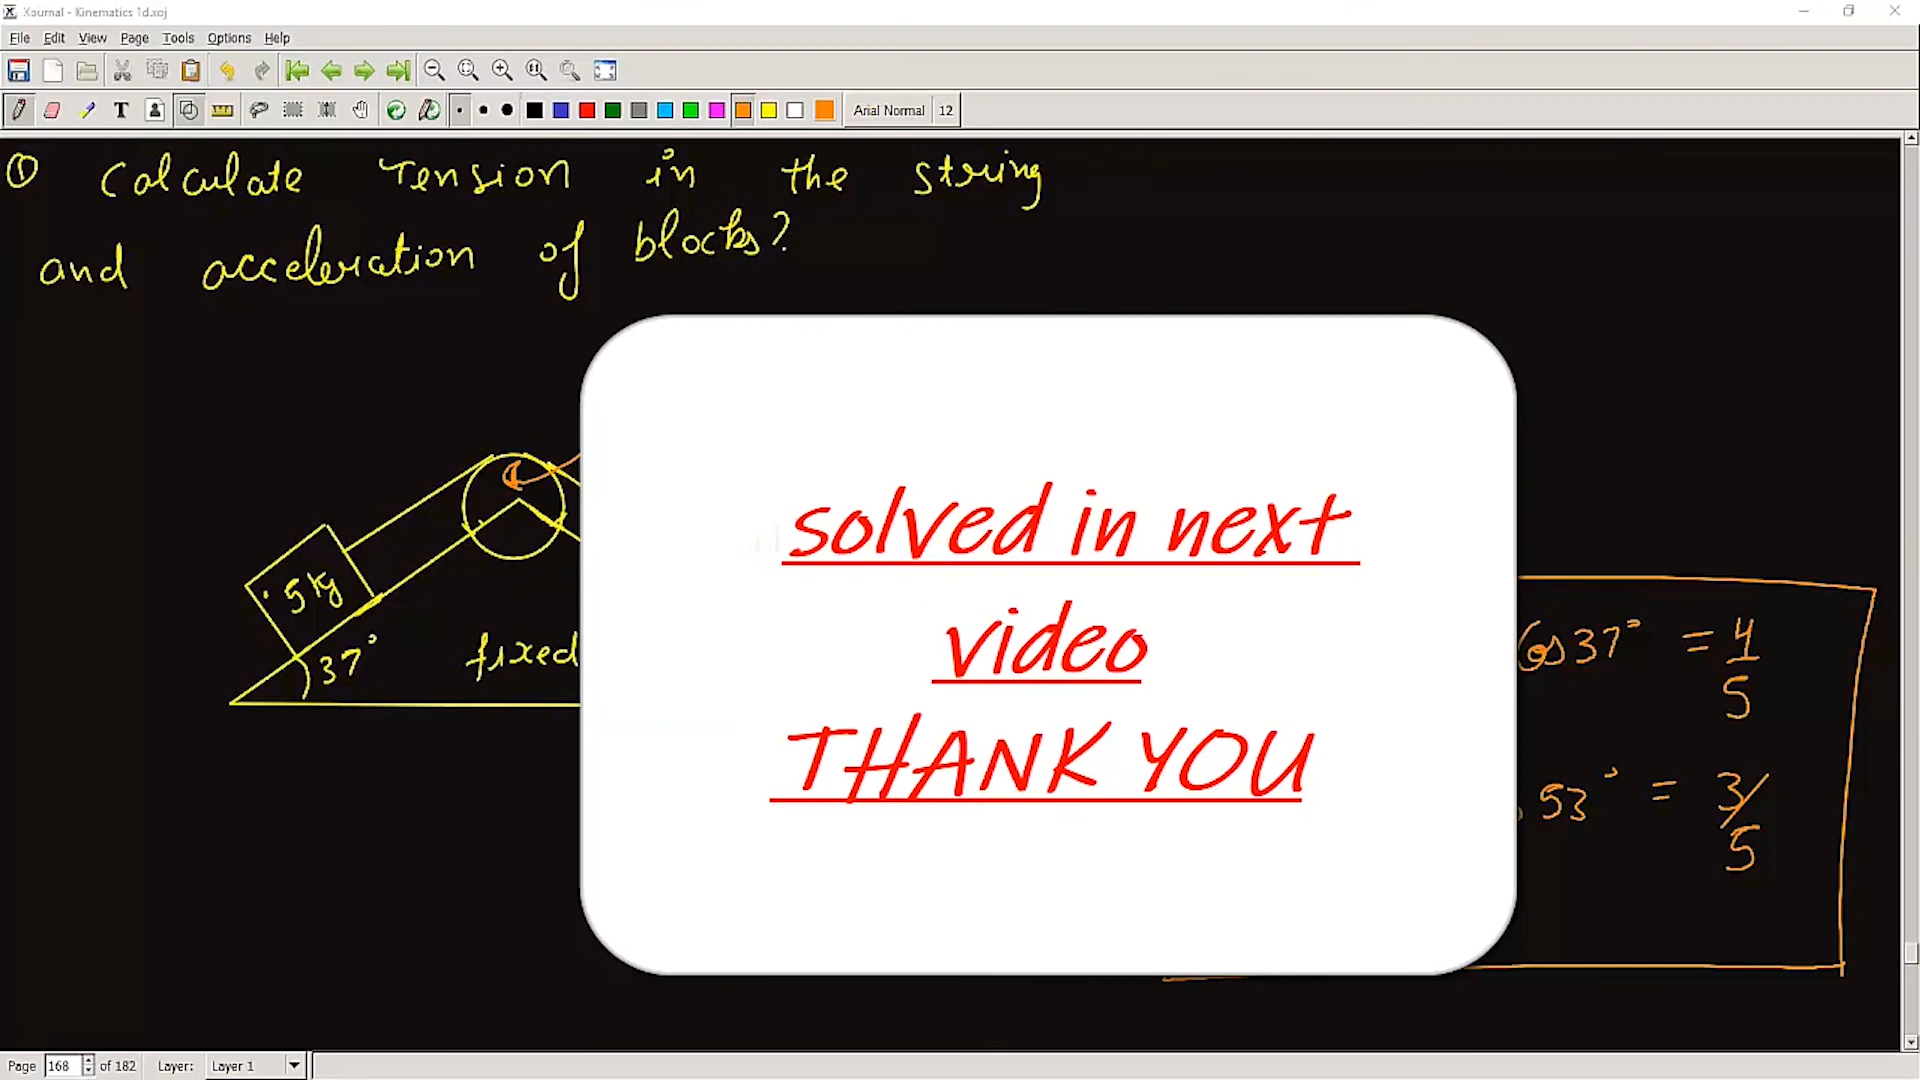 Xournal - Kinematics 1d.xoj
File Edit View Page Tools Options Help
Arial Normal 12
① Calculate Tension in the string
and acceleration of blocks?
5 kg
37°
fixed
solved in next
video
THANK YOU
Cos 37° = 4/5
53° = 3/5
Page 168 of 182 Layer: Layer 1